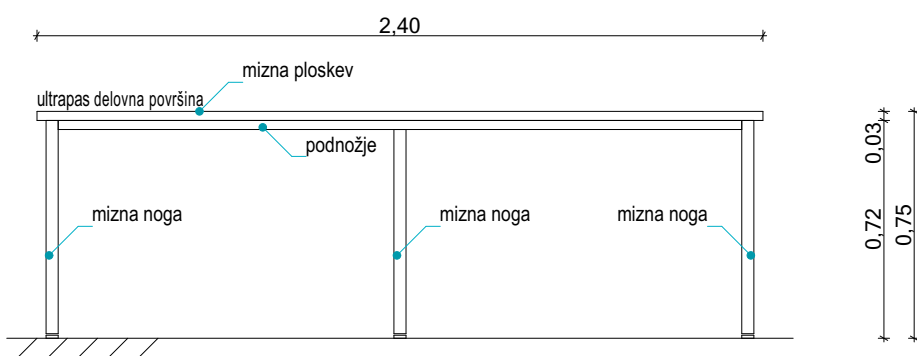 2,40
mizna ploskev
ultrapas delovna površina
podnožje
mizna noga
mizna noga
mizna noga
0,03
0,72
0,75